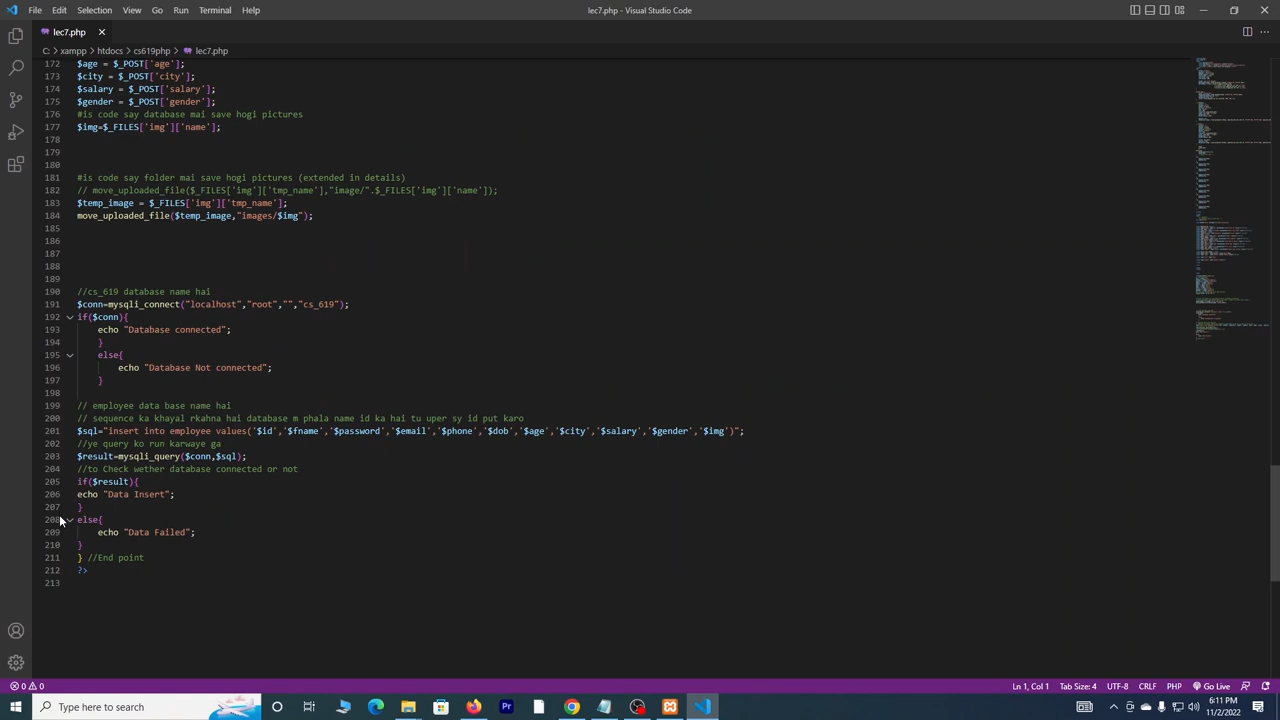 File Edit Selection View Go Run Terminal Help lec7.php - Visual Studio Code
lec7.php
C: > xampp > htdocs > cs619php > lec7.php
172 $age = $_POST['age'];
173 $city = $_POST['city'];
174 $salary = $_POST['salary'];
175 $gender = $_POST['gender'];
176 #is code say database mai save hogi pictures
177 $img=$_FILES['img']['name'];
178
179
180
181 #is code say folder mai save hogi pictures (extended in details)
182 // move_uploaded_file($_FILES['img']['tmp_name'],"image/".$_FILES['img']['name']);
183 $temp_image = $_FILES['img']['tmp_name'];
184 move_uploaded_file($temp_image,"images/$img");
185
186
187
188
189
190 //cs_619 database name hai
191 $conn=mysqli_connect("localhost","root","","cs_619");
192 if($conn){
193 echo "Database connected";
194 }
195 else{
196 echo "Database Not connected";
197 }
198
199 // employee data base name hai
200 // sequence ka khayal rkahna hai database m phala name id ka hai tu uper sy id put karo
201 $sql="insert into employee values('$id','$fname','$password','$email','$phone','$dob','$age','$city','$salary','$gender','$img')";
202 //ye query ko run karwaye ga
203 $result=mysqli_query($conn,$sql);
204 //to Check wether database connected or not
205 if($result){
206 echo "Data Insert";
207 }
208 else{
209 echo "Data Failed";
210 }
211 } //End point
212 ?>
213
0 0 Ln 1, Col 1 Tab Size: 4 UTF-8 CRLF PHP Go Live
Type here to search
6:11 PM
11/2/2022